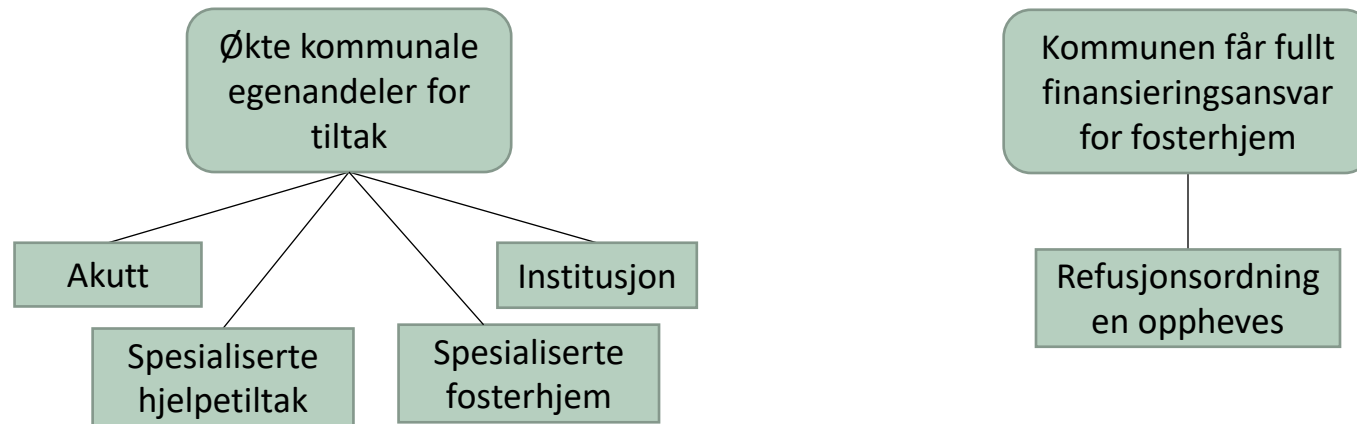 Økte kommunale
egenandeler for
tiltak
Kommunen får fullt
finansieringsansvar
for fosterhjem
Akutt
Institusjon
Spesialiserte
hjelpetiltak
Spesialiserte
fosterhjem
Refusjonsordning
en oppheves